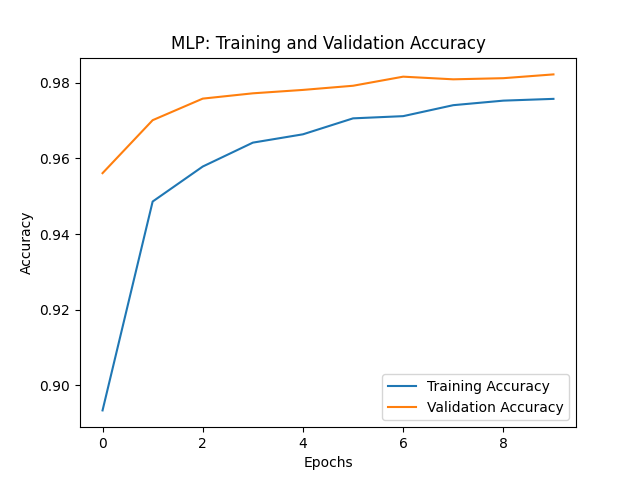 MLP: Training and Validation Accuracy
0.98
0.96
0.94
0.92
0.90
Accuracy
Training Accuracy
Validation Accuracy
0 2 4 6 8
Epochs